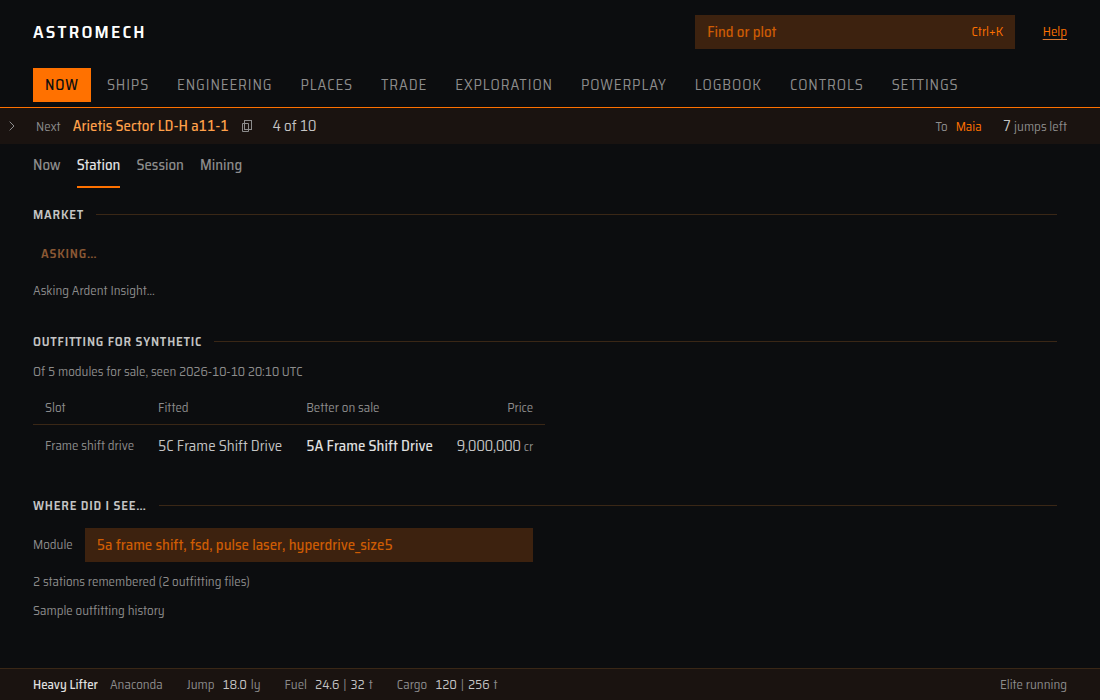 ASTROMECH
Find or plot Ctrl+K Help
NOW SHIPS ENGINEERING PLACES TRADE EXPLORATION POWERPLAY LOGBOOK CONTROLS SETTINGS
Next Arietis Sector LD-H a11-1 4 of 10 To Maia 7 jumps left
Now Station Session Mining
MARKET
ASKING...
Asking Ardent Insight...
OUTFITTING FOR SYNTHETIC
Of 5 modules for sale, seen 2026-10-10 20:10 UTC
Slot Fitted Better on sale Price
Frame shift drive 5C Frame Shift Drive 5A Frame Shift Drive 9,000,000 cr
WHERE DID I SEE...
Module 5a frame shift, fsd, pulse laser, hyperdrive_size5
2 stations remembered (2 outfitting files)
Sample outfitting history
Heavy Lifter Anaconda Jump 18.0 ly Fuel 24.6 | 32 t Cargo 120 | 256 t Elite running